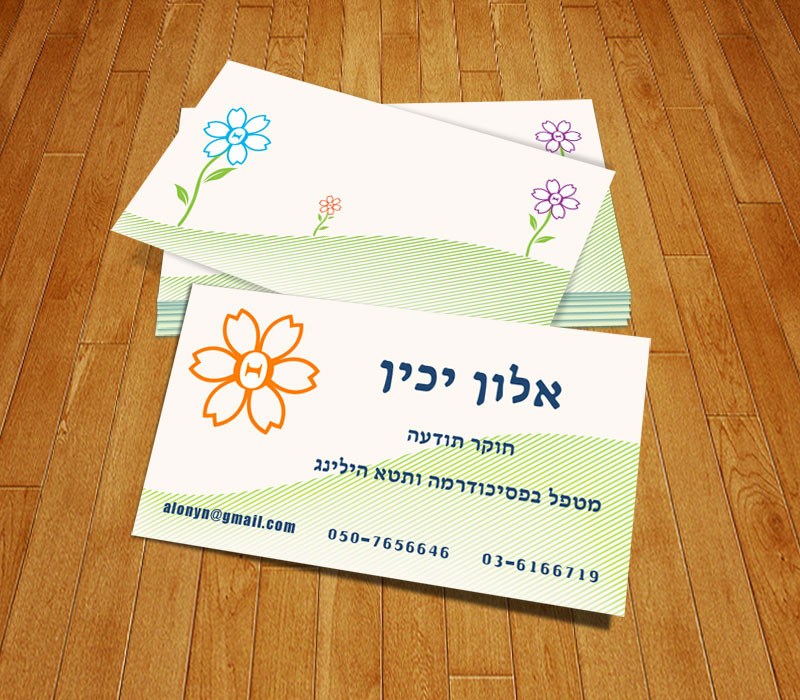 אלון יכין
חוקר תודעה
מטפל בפסיכודרמה ותטא הילינג
alonyn@gmail.com 050-7656646 03-6166719